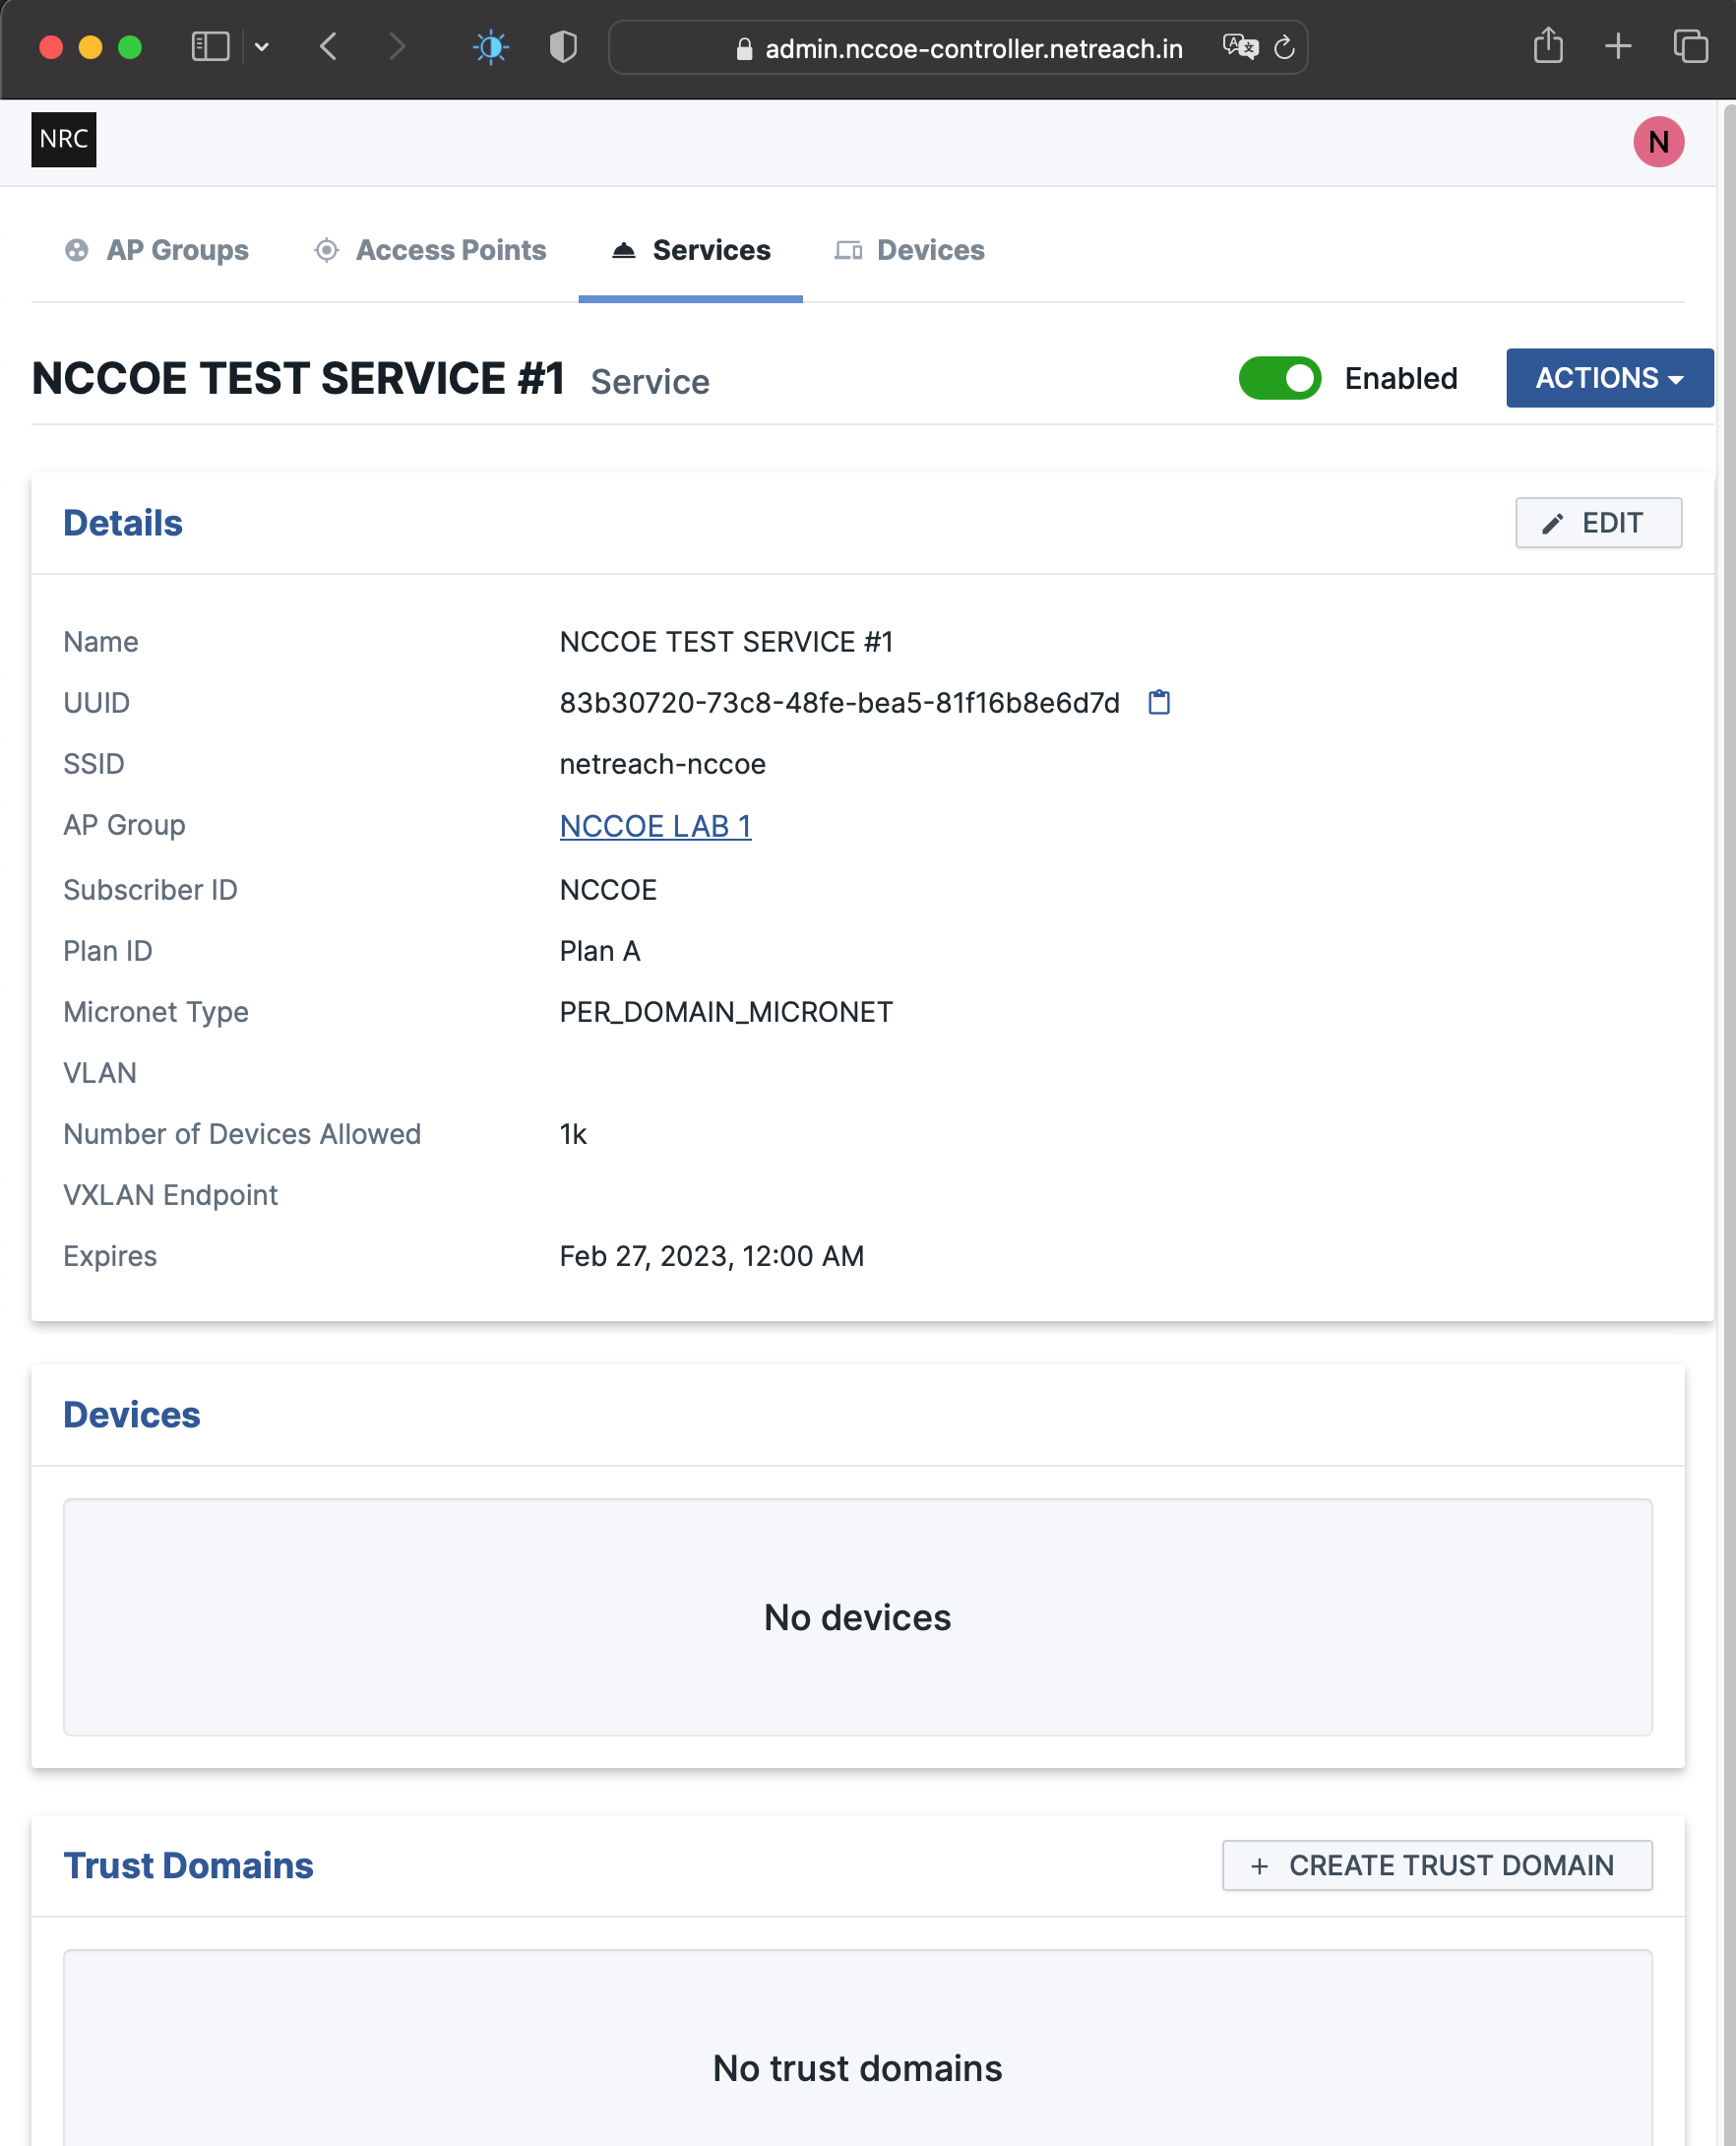 admin.nccoe-controller.netreach.in
NRC
N
AP Groups Access Points Services Devices
NCCOE TEST SERVICE #1 Service Enabled ACTIONS
Details EDIT
Name NCCOE TEST SERVICE #1
UUID 83b30720-73c8-48fe-bea5-81f16b8e6d7d
SSID netreach-nccoe
AP Group NCCOE LAB 1
Subscriber ID NCCOE
Plan ID Plan A
Micronet Type PER_DOMAIN_MICRONET
VLAN
Number of Devices Allowed 1k
VXLAN Endpoint
Expires Feb 27, 2023, 12:00 AM
Devices
No devices
Trust Domains + CREATE TRUST DOMAIN
No trust domains